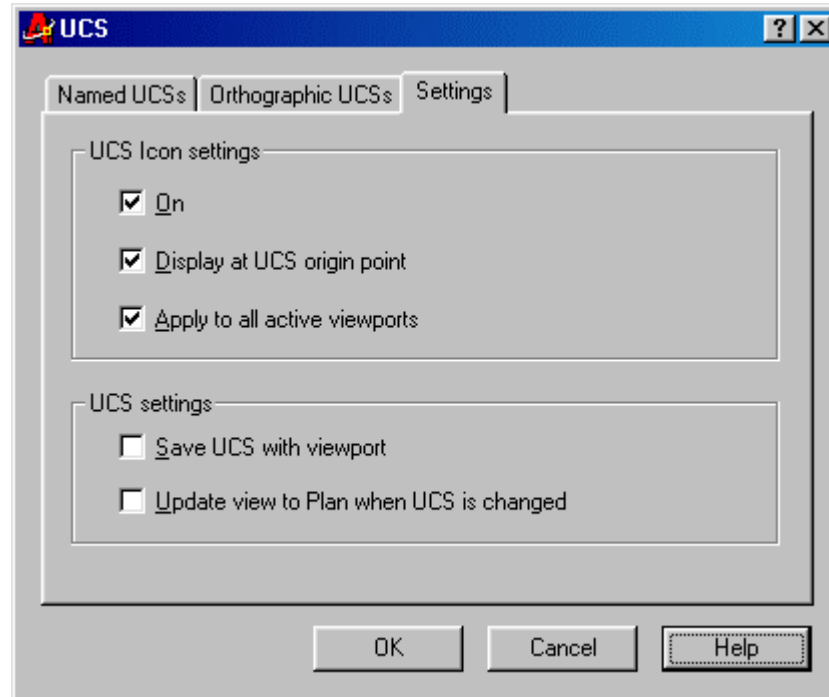 UCS
Named UCSs Orthographic UCSs Settings
UCS Icon settings
On
Display at UCS origin point
Apply to all active viewports
UCS settings
Save UCS with viewport
Update view to Plan when UCS is changed
OK Cancel Help